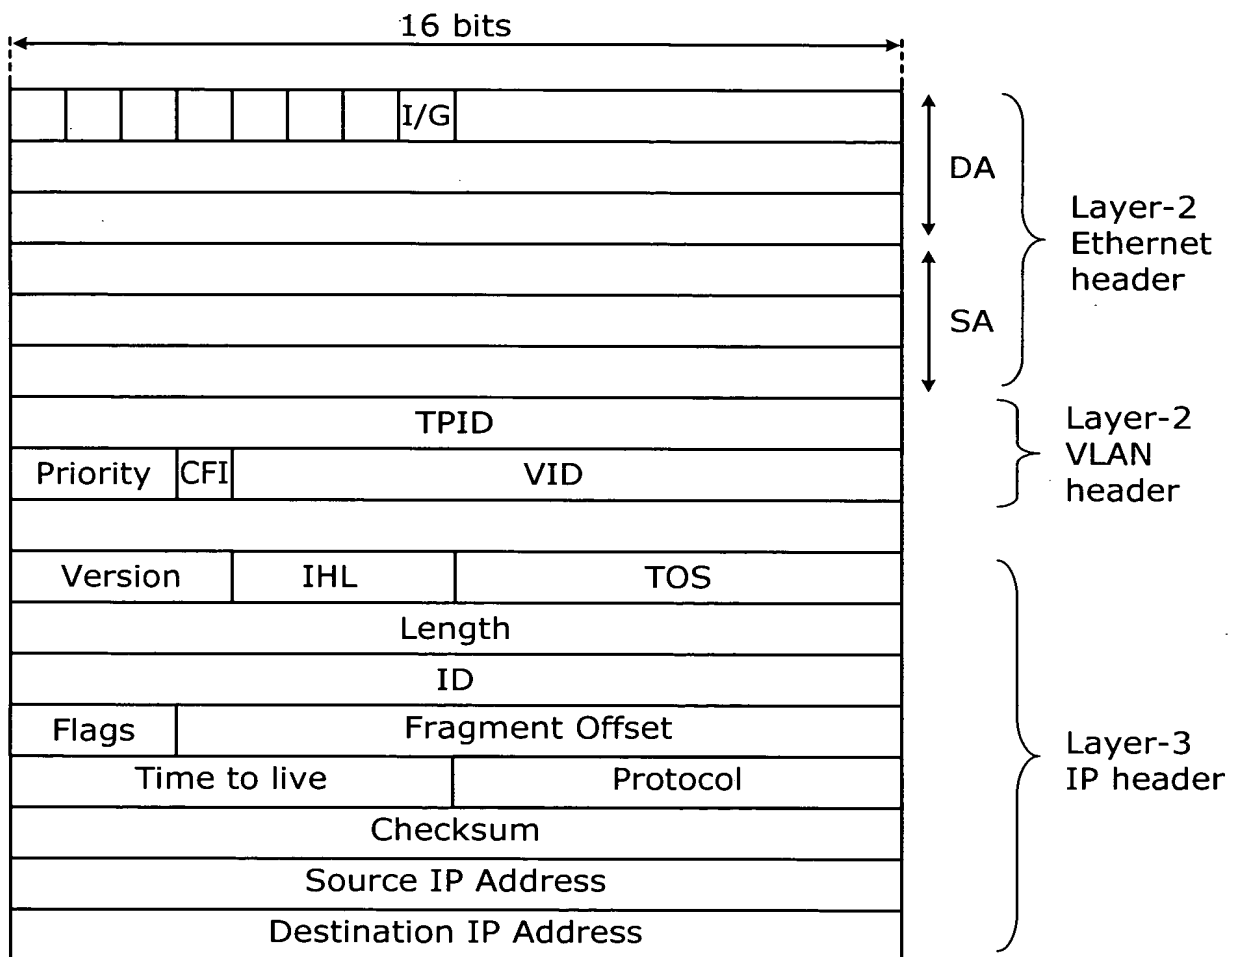 16 bits
I/G
DA
Layer-2
Ethernet
header
SA
TPID
Layer-2
VLAN
header
Priority CFI VID
Version IHL TOS
Length
ID
Flags Fragment Offset
Layer-3
IP header
Time to live Protocol
Checksum
Source IP Address
Destination IP Address